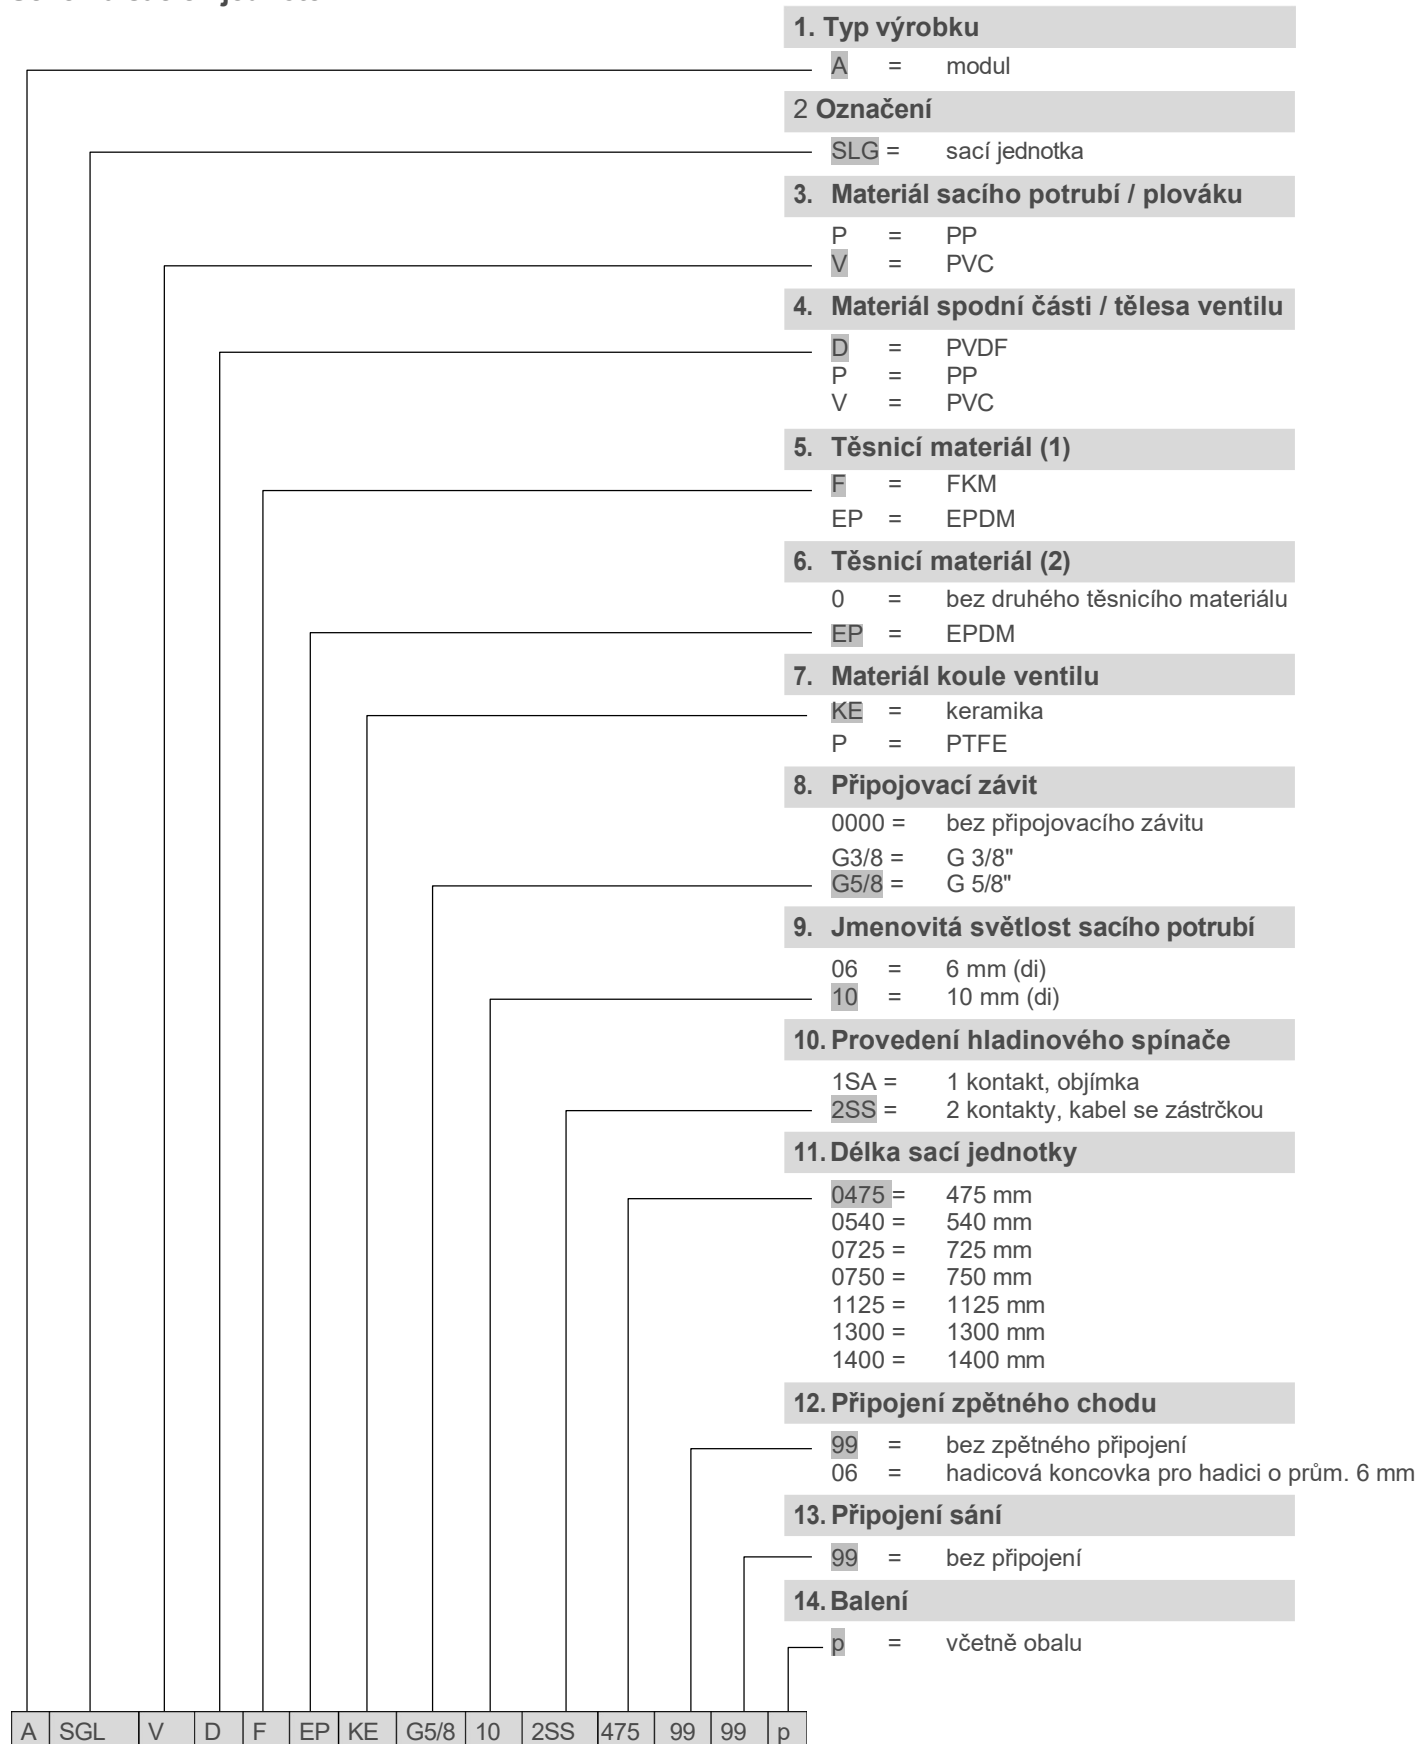 1. Typ výrobku
A = modul
2 Označení
SLG = sací jednotka
3. Materiál sacího potrubí / plováku
P = PP
V = PVC
4. Materiál spodní části / tělesa ventilu
D = PVDF
P = PP
V = PVC
5. Těsnicí materiál (1)
F = FKM
EP = EPDM
6. Těsnicí materiál (2)
0 = bez druhého těsnicího materiálu
EP = EPDM
7. Materiál koule ventilu
KE = keramika
P = PTFE
8. Připojovací závit
0000 = bez připojovacího závitu
G3/8 = G 3/8"
G5/8 = G 5/8"
9. Jmenovitá světlost sacího potrubí
06 = 6 mm (di)
10 = 10 mm (di)
10. Provedení hladinového spínače
1SA = 1 kontakt, objímka
2SS = 2 kontakty, kabel se zástrčkou
11. Délka sací jednotky
0475 = 475 mm
0540 = 540 mm
0725 = 725 mm
0750 = 750 mm
1125 = 1125 mm
1300 = 1300 mm
1400 = 1400 mm
12. Připojení zpětného chodu
99 = bez zpětného připojení
06 = hadicová koncovka pro hadici o prům. 6 mm
13. Připojení sání
99 = bez připojení
14. Balení
p = včetně obalu
A SGL V D F EP KE G5/8 10 2SS 475 99 99 p